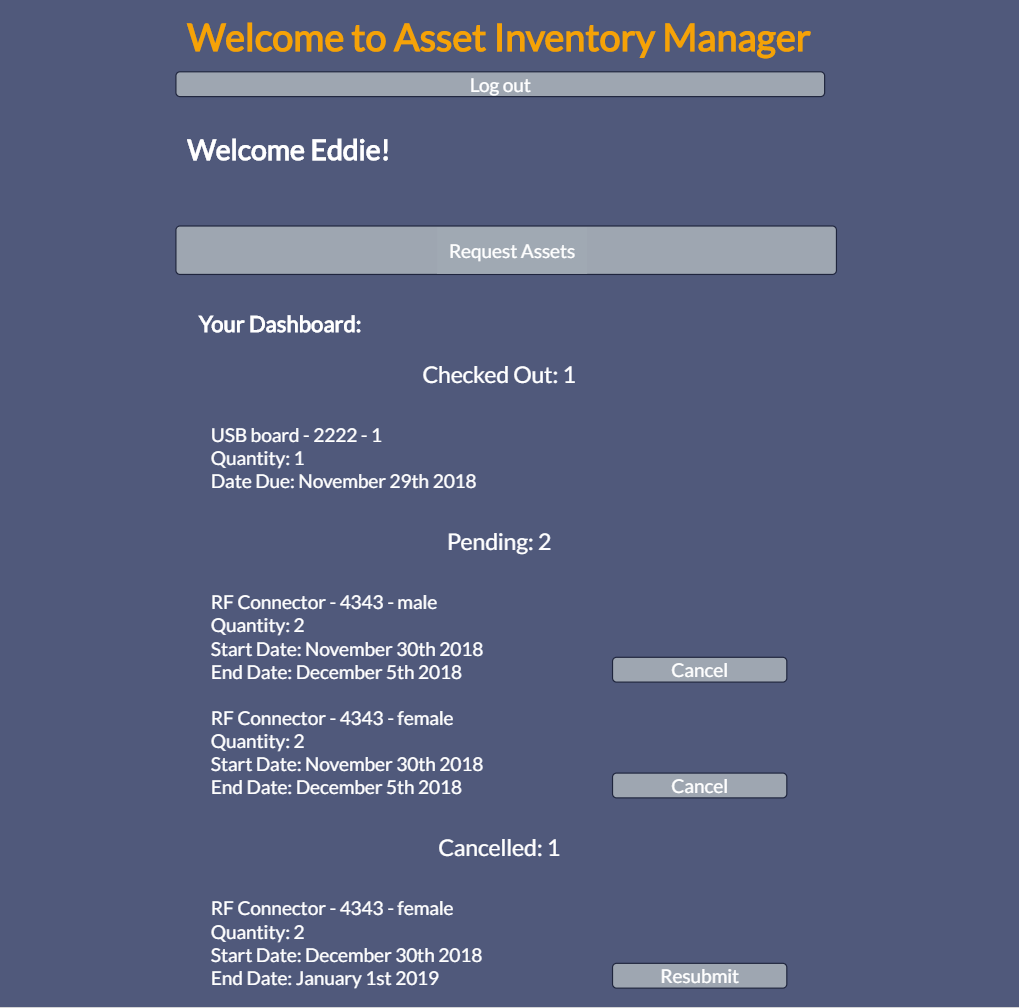 Welcome to Asset Inventory Manager
Log out
Welcome Eddie!
Request Assets
Your Dashboard:
Checked Out: 1
USB board - 2222 - 1
Quantity: 1
Date Due: November 29th 2018
Pending: 2
RF Connector - 4343 - male
Quantity: 2
Start Date: November 30th 2018
End Date: December 5th 2018
Cancel
RF Connector - 4343 - female
Quantity: 2
Start Date: November 30th 2018
End Date: December 5th 2018
Cancel
Cancelled: 1
RF Connector - 4343 - female
Quantity: 2
Start Date: December 30th 2018
End Date: January 1st 2019
Resubmit